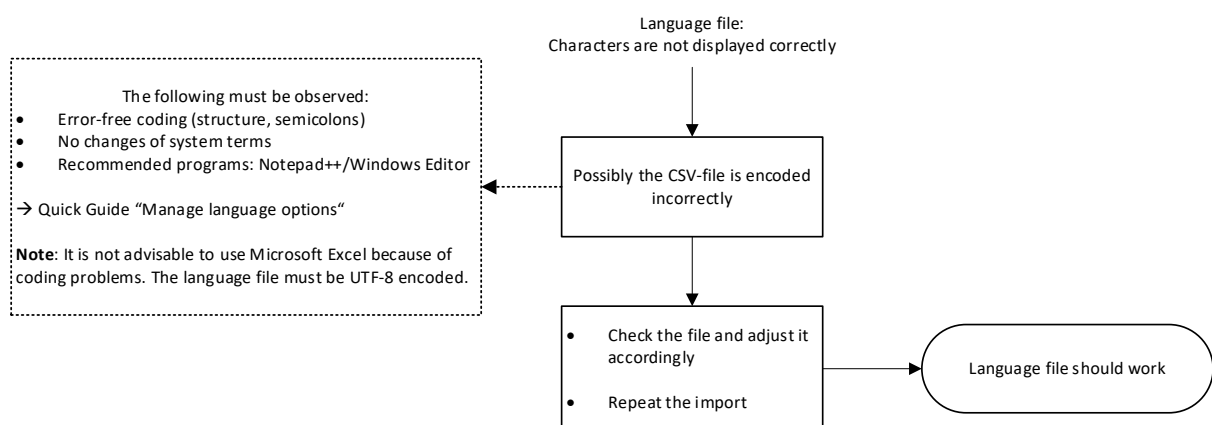 Language file:
Characters are not displayed correctly
The following must be observed:
• Error-free coding (structure, semicolons)
• No changes of system terms
• Recommended programs: Notepad++/Windows Editor
→ Quick Guide “Manage language options“
Note: It is not advisable to use Microsoft Excel because of
coding problems. The language file must be UTF-8 encoded.
Possibly the CSV-file is encoded
incorrectly
• Check the file and adjust it
accordingly
• Repeat the import
Language file should work